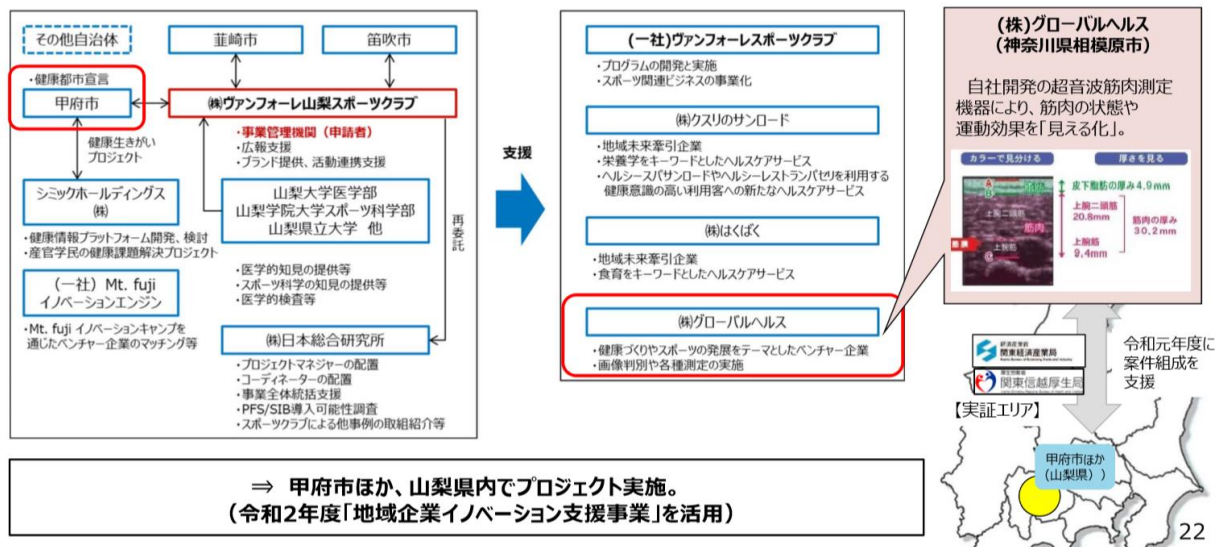 その他自治体
韮崎市
笛吹市
・健康都市宣言
甲府市
㈱ヴァンフォーレ山梨スポーツクラブ
健康生きがい
プロジェクト
・事業管理機関（申請者）
・広報支援
・ブランド提供、活動連携支援
シミックホールディングス
㈱
・健康情報プラットフォーム開発、検討
・産官学民の健康課題解決プロジェクト
山梨大学医学部
山梨学院大学スポーツ科学部
山梨県立大学 他
・医学的知見の提供等
・スポーツ科学の知見の提供等
・医学的検査等
再委託
（一社）Mt. fuji
イノベーションエンジン
・Mt. fuji イノベーションキャンプを
通じたベンチャー企業のマッチング等
㈱日本総合研究所
・プロジェクトマネジャーの配置
・コーディネーターの配置
・事業全体統括支援
・PFS/SIB導入可能性調査
・スポーツクラブによる他事例の取組紹介等
支援
(一社)ヴァンフォーレスポーツクラブ
・プログラムの開発と実施
・スポーツ関連ビジネスの事業化
㈱クスリのサンロード
・地域未来牽引企業
・栄養学をキーワードとしたヘルスケアサービス
・ヘルシースパサンロードやヘルシーレストランパセリを利用する
健康意識の高い利用客への新たなヘルスケアサービス
㈱はくばく
・地域未来牽引企業
・食育をキーワードとしたヘルスケアサービス
㈱グローバルヘルス
・健康づくりやスポーツの発展をテーマとしたベンチャー企業
・画像判別や各種測定の実施
(株)グローバルヘルス
（神奈川県相模原市）
自社開発の超音波筋肉測定
機器により、筋肉の状態や
運動効果を「見える化」。
カラーで見分ける
厚さを見る
A
B
皮下脂肪の厚み4.9mm
上腕二頭筋
筋肉
上腕筋
C
上腕二頭筋
20.8mm
筋肉の厚み
30.2mm
上腕筋
9.4mm
経済産業省
関東経済産業局
厚生労働省
関東信越厚生局
令和元年度に
案件組成を
支援
【実証エリア】
甲府市ほか
（山梨県））
⇒ 甲府市ほか、山梨県内でプロジェクト実施。
（令和2年度「地域企業イノベーション支援事業」を活用）
22